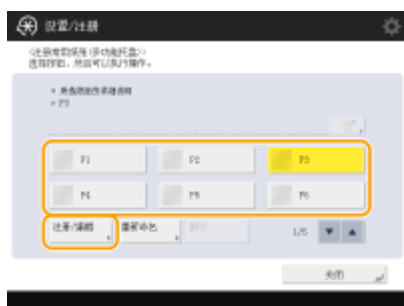 设置/注册
<注册常用纸张(多功能托盘)>
选择按钮，然后可以执行操作。
P3
P1 P2 P3
P4 P5 P6
注册/编辑 重新命名 删除 1/5
关闭